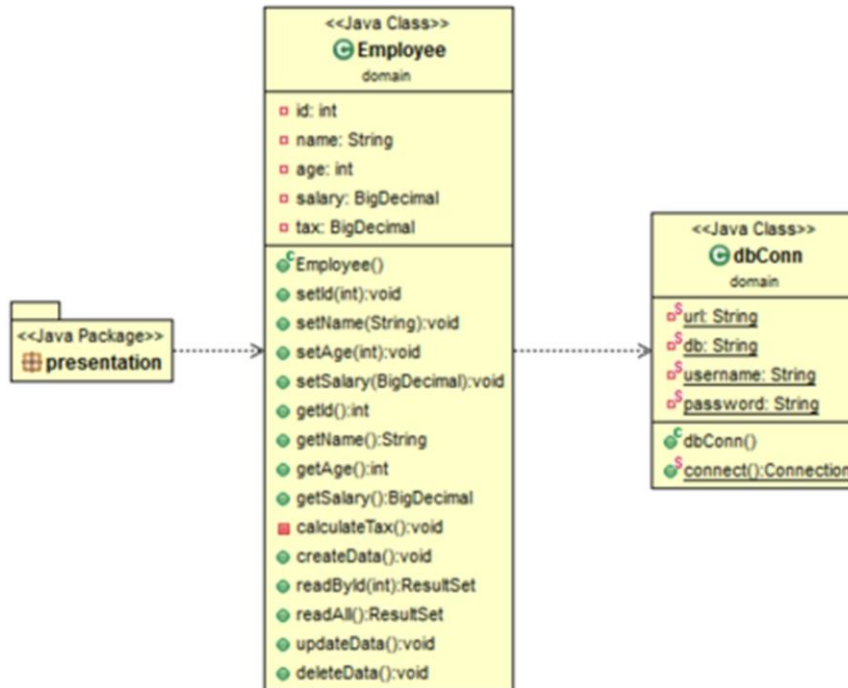 <<Java Package>>
presentation
<<Java Class>>
Employee
domain
id: int
name: String
age: int
salary: BigDecimal
tax: BigDecimal
Employee()
setId(int):void
setName(String):void
setAge(int):void
setSalary(BigDecimal):void
getId():int
getName():String
getAge():int
getSalary():BigDecimal
calculateTax():void
createData():void
readById(int):ResultSet
readAll():ResultSet
updateData():void
deleteData():void
<<Java Class>>
dbConn
domain
url: String
db: String
username: String
password: String
dbConn()
connect():Connection